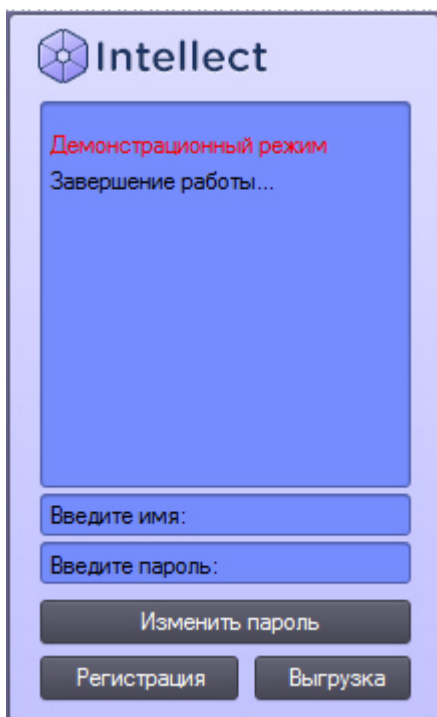 Intellect
Демонстрационный режим
Завершение работы...
Введите имя:
Введите пароль:
Изменить пароль
Регистрация Выгрузка